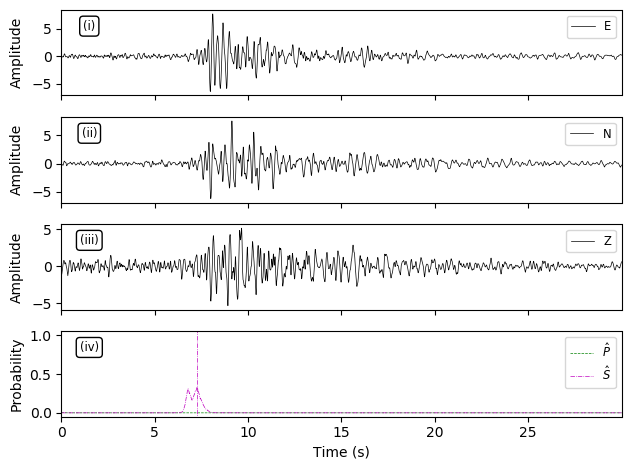 Amplitude
5
0
−5
(i)
E
Amplitude
5
0
−5
(ii)
N
Amplitude
5
0
−5
(iii)
Z
Probability
1.0
0.5
0.0
(iv)
P̂
Ŝ
0 5 10 15 20 25
Time (s)